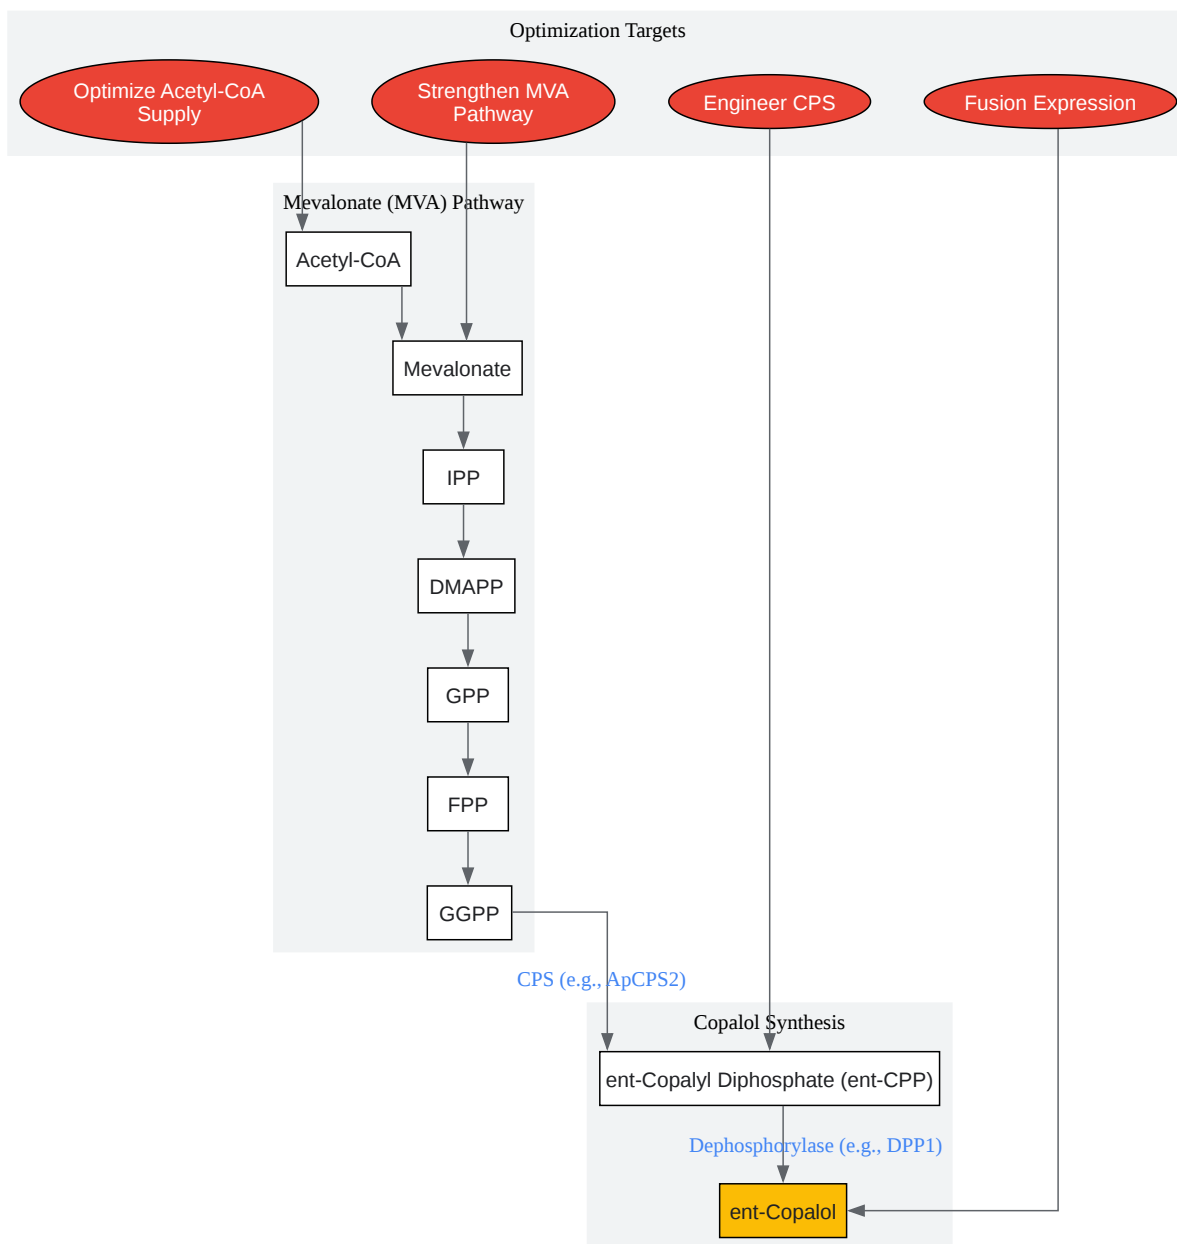 Optimization Targets
Optimize Acetyl-CoA
Supply
Strengthen MVA
Pathway
Engineer CPS
Fusion Expression
Mevalonate (MVA) Pathway
Acetyl-CoA
Mevalonate
IPP
DMAPP
GPP
FPP
GGPP
CPS (e.g., ApCPS2)
Copalol Synthesis
ent-Copalyl Diphosphate (ent-CPP)
Dephosphorylase (e.g., DPP1)
ent-Copalol